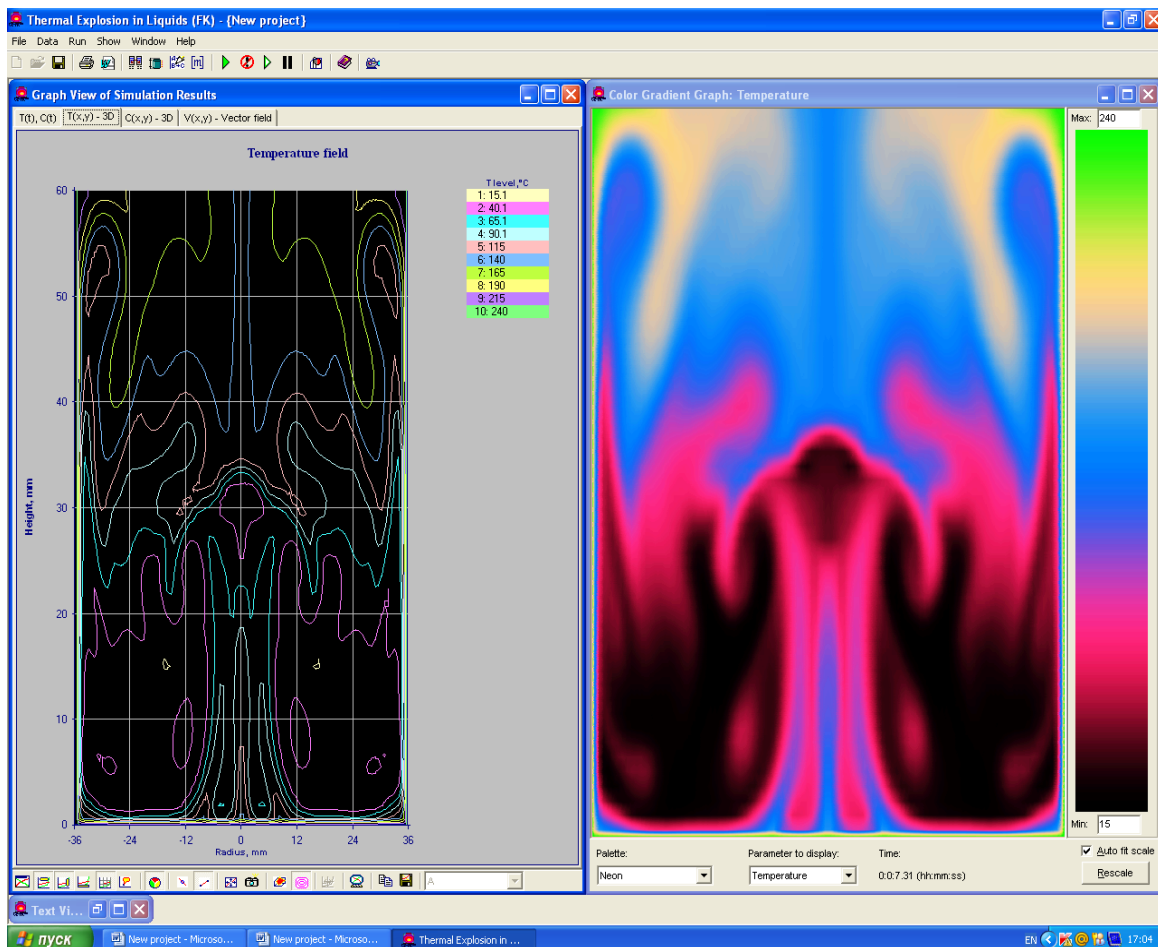 Thermal Explosion in Liquids (FK) - {New project}
File Data Run Show Window Help
Graph View of Simulation Results
T(t), C(t) T(x,y) - 3D C(x,y) - 3D V(x,y) - Vector field
Temperature field
60
50
40
30
20
10
0
-36 -24 -12 0 12 24 36
Height, mm
Radius, mm
T level,°C
1: 15.1
2: 40.1
3: 65.1
4: 90.1
5: 115
6: 140
7: 165
8: 190
9: 215
10: 240
A
Color Gradient Graph: Temperature
Max: 240
Min: 15
Palette: Parameter to display: Time:
Neon Temperature 0:0:7.31 (hh:mm:ss)
Auto fit scale
Rescale
Text Vi...
пуск New project - Microso... New project - Microso... Thermal Explosion in ... EN 17:04